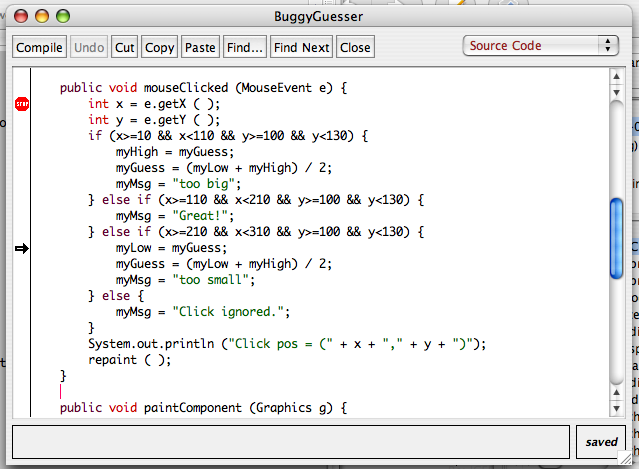 BuggyGuesser
Compile Undo Cut Copy Paste Find... Find Next Close Source Code
public void mouseClicked (MouseEvent e) {
STOP int x = e.getX ( );
int y = e.getY ( );
if (x>=10 && x<110 && y>=100 && y<130) {
myHigh = myGuess;
myGuess = (myLow + myHigh) / 2;
myMsg = "too big";
} else if (x>=110 && x<210 && y>=100 && y<130) {
myMsg = "Great!";
} else if (x>=210 && x<310 && y>=100 && y<130) {
myLow = myGuess;
myGuess = (myLow + myHigh) / 2;
myMsg = "too small";
} else {
myMsg = "Click ignored.";
}
System.out.println ("Click pos = (" + x + "," + y + ")");
repaint ( );
}
public void paintComponent (Graphics g) {
saved